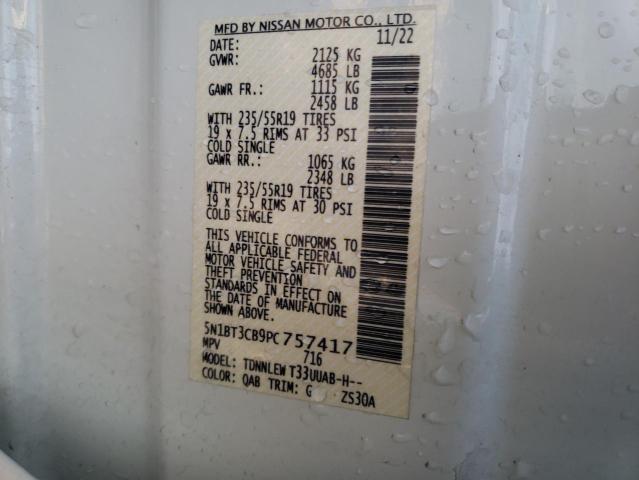 MFD BY NISSAN MOTOR CO., LTD.
DATE: 11/22
GVWR: 2125 KG
4685 LB
GAWR FR.: 1115 KG
2458 LB
WITH 235/55R19 TIRES
19 x 7.5 RIMS AT 33 PSI
COLD SINGLE
GAWR RR.: 1065 KG
2348 LB
WITH 235/55R19 TIRES
19 x 7.5 RIMS AT 30 PSI
COLD SINGLE
THIS VEHICLE CONFORMS TO
ALL APPLICABLE FEDERAL
MOTOR VEHICLE SAFETY AND
THEFT PREVENTION
STANDARDS IN EFFECT ON
THE DATE OF MANUFACTURE
SHOWN ABOVE.
5N1BT3CB9PC757417
MPV 716
MODEL: TDNNLEW T33UUAB-H--
COLOR: QAB TRIM: G ZS30A